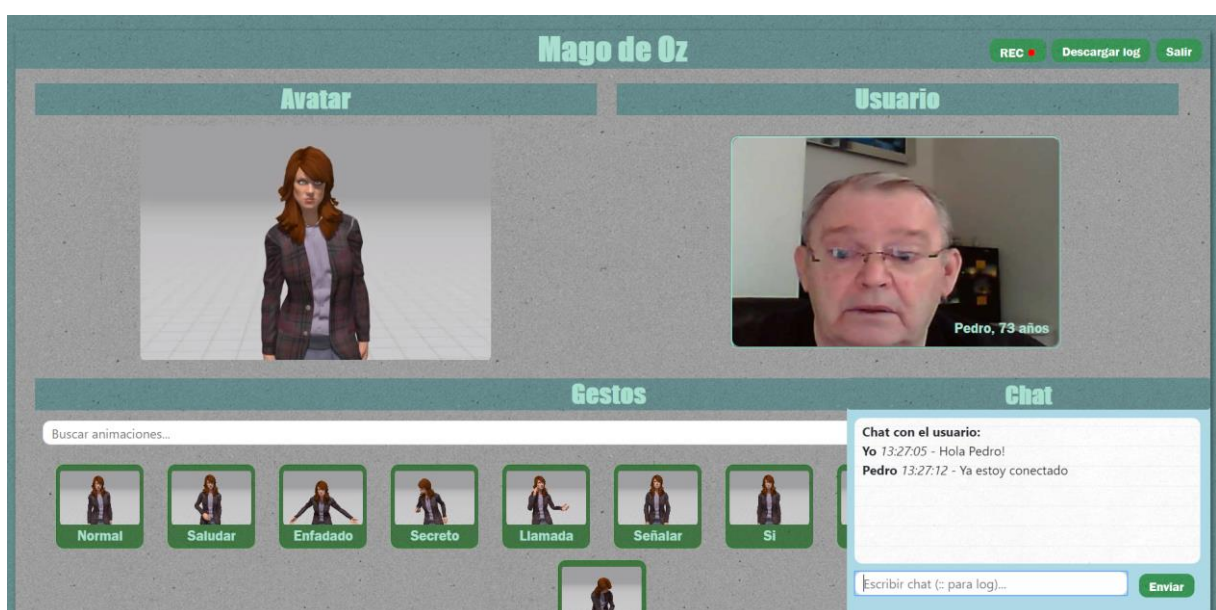 Mago de Oz
REC
Descargar log
Salir
Avatar
Usuario
Pedro, 73 años
Gestos
Buscar animaciones...
Normal
Saludar
Enfadado
Secreto
Llamada
Señalar
Si
Chat
Chat con el usuario:
Yo 13:27:05 - Hola Pedro!
Pedro 13:27:12 - Ya estoy conectado
Escribir chat (:: para log)...
Enviar